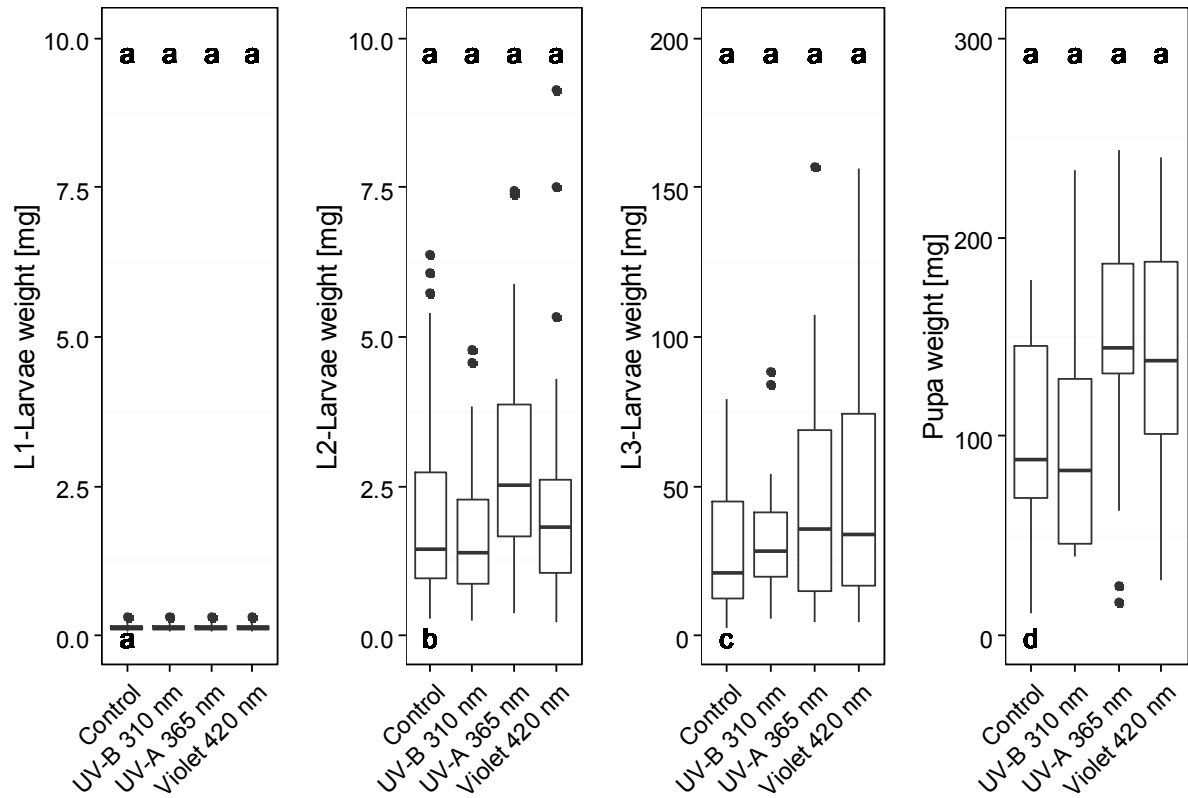 L1-Larvae weight [mg]
10.0
7.5
5.0
2.5
0.0
a a a a
a
Control
UV-B 310 nm
UV-A 365 nm
Violet 420 nm
L2-Larvae weight [mg]
10.0
7.5
5.0
2.5
0.0
a a a a
b
Control
UV-B 310 nm
UV-A 365 nm
Violet 420 nm
L3-Larvae weight [mg]
200
150
100
50
0
a a a a
c
Control
UV-B 310 nm
UV-A 365 nm
Violet 420 nm
Pupa weight [mg]
300
200
100
0
a a a a
d
Control
UV-B 310 nm
UV-A 365 nm
Violet 420 nm